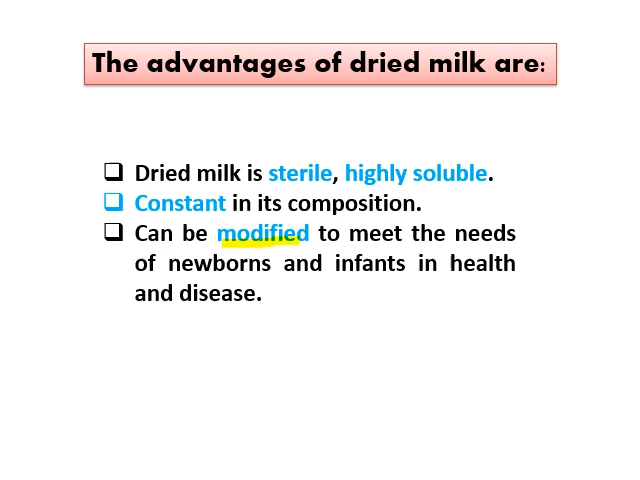 The advantages of dried milk are:
❑ Dried milk is sterile, highly soluble.
❑ Constant in its composition.
❑ Can be modified to meet the needs
of newborns and infants in health
and disease.